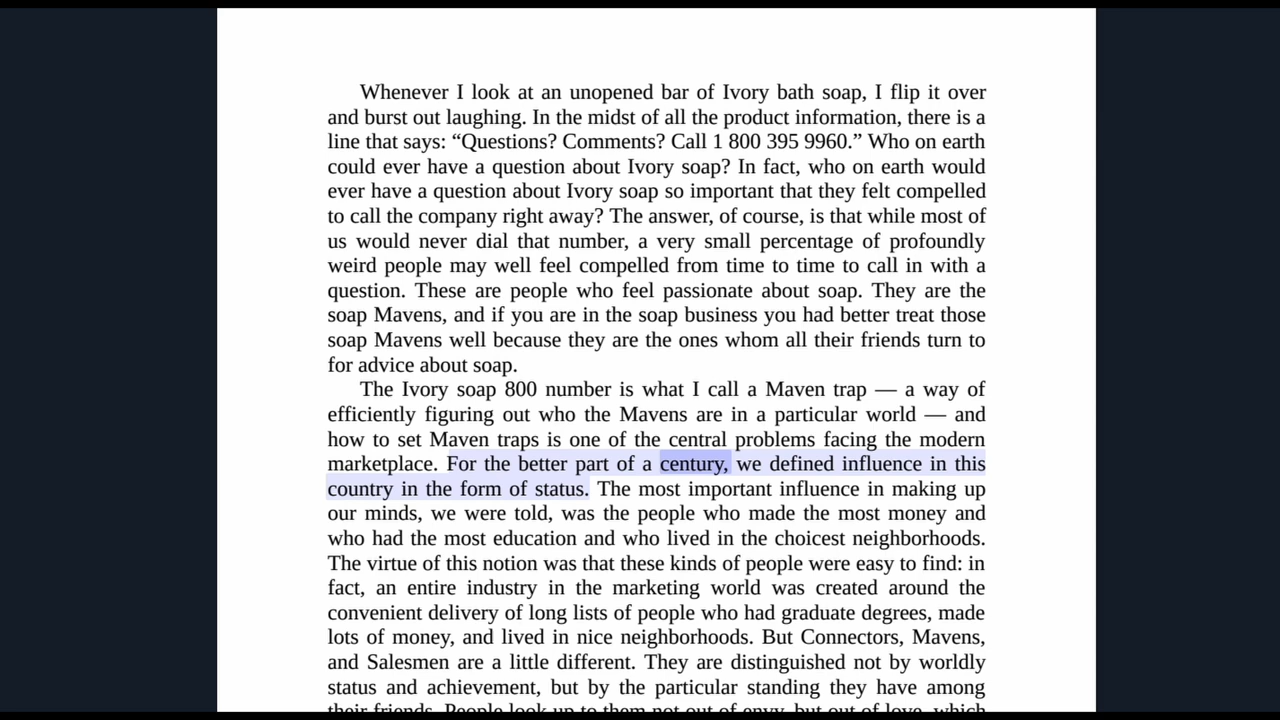 Whenever I look at an unopened bar of Ivory bath soap, I flip it over
and burst out laughing. In the midst of all the product information, there is a
line that says: “Questions? Comments? Call 1 800 395 9960.” Who on earth
could ever have a question about Ivory soap? In fact, who on earth would
ever have a question about Ivory soap so important that they felt compelled
to call the company right away? The answer, of course, is that while most of
us would never dial that number, a very small percentage of profoundly
weird people may well feel compelled from time to time to call in with a
question. These are people who feel passionate about soap. They are the
soap Mavens, and if you are in the soap business you had better treat those
soap Mavens well because they are the ones whom all their friends turn to
for advice about soap.
The Ivory soap 800 number is what I call a Maven trap — a way of
efficiently figuring out who the Mavens are in a particular world — and
how to set Maven traps is one of the central problems facing the modern
marketplace. For the better part of a century, we defined influence in this
country in the form of status. The most important influence in making up
our minds, we were told, was the people who made the most money and
who had the most education and who lived in the choicest neighborhoods.
The virtue of this notion was that these kinds of people were easy to find: in
fact, an entire industry in the marketing world was created around the
convenient delivery of long lists of people who had graduate degrees, made
lots of money, and lived in nice neighborhoods. But Connectors, Mavens,
and Salesmen are a little different. They are distinguished not by worldly
status and achievement, but by the particular standing they have among
their friends. People look up to them not out of envy, but out of love, which